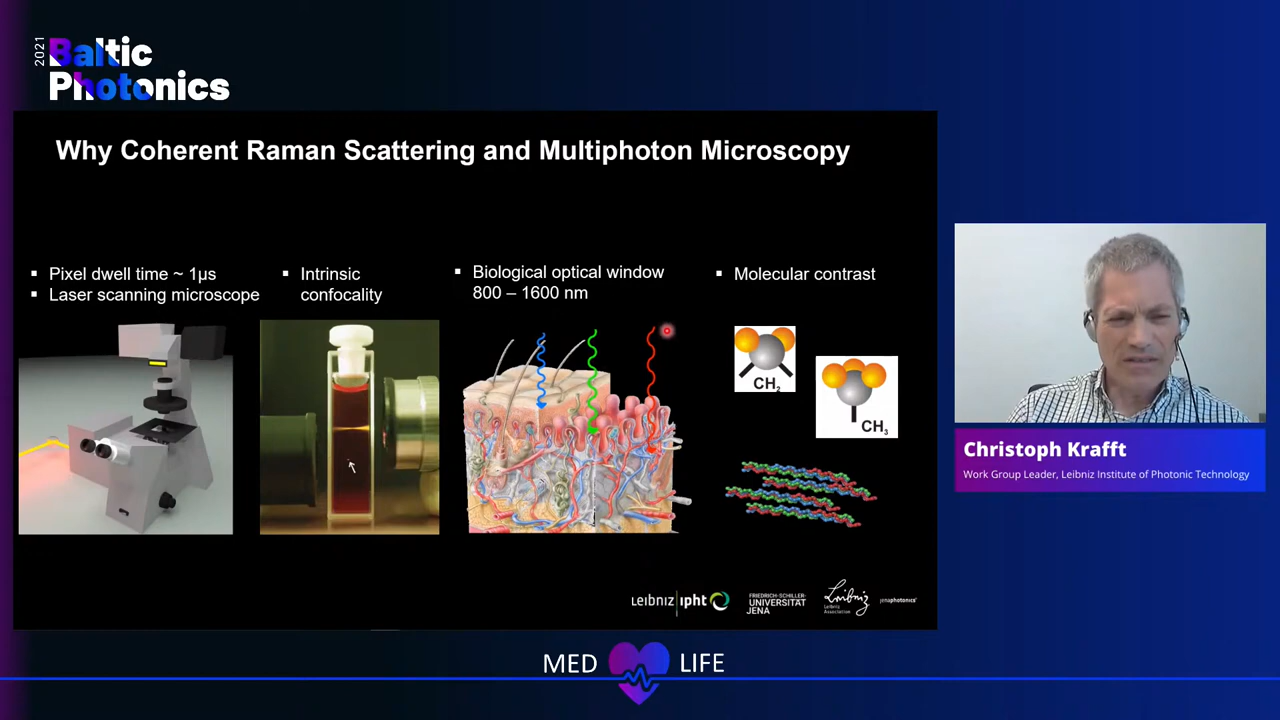 2021
Baltic
Photonics
Why Coherent Raman Scattering and Multiphoton Microscopy
Pixel dwell time ~ 1µs
Laser scanning microscope
Intrinsic
confocality
Biological optical window
800 – 1600 nm
Molecular contrast
CH2
CH3
Christoph Krafft
Work Group Leader, Leibniz Institute of Photonic Technology
Leibniz ipht
FRIEDRICH-SCHILLER-
UNIVERSITÄT
JENA
Leibniz
Leibniz
Association
jenaphotonics
MED LIFE